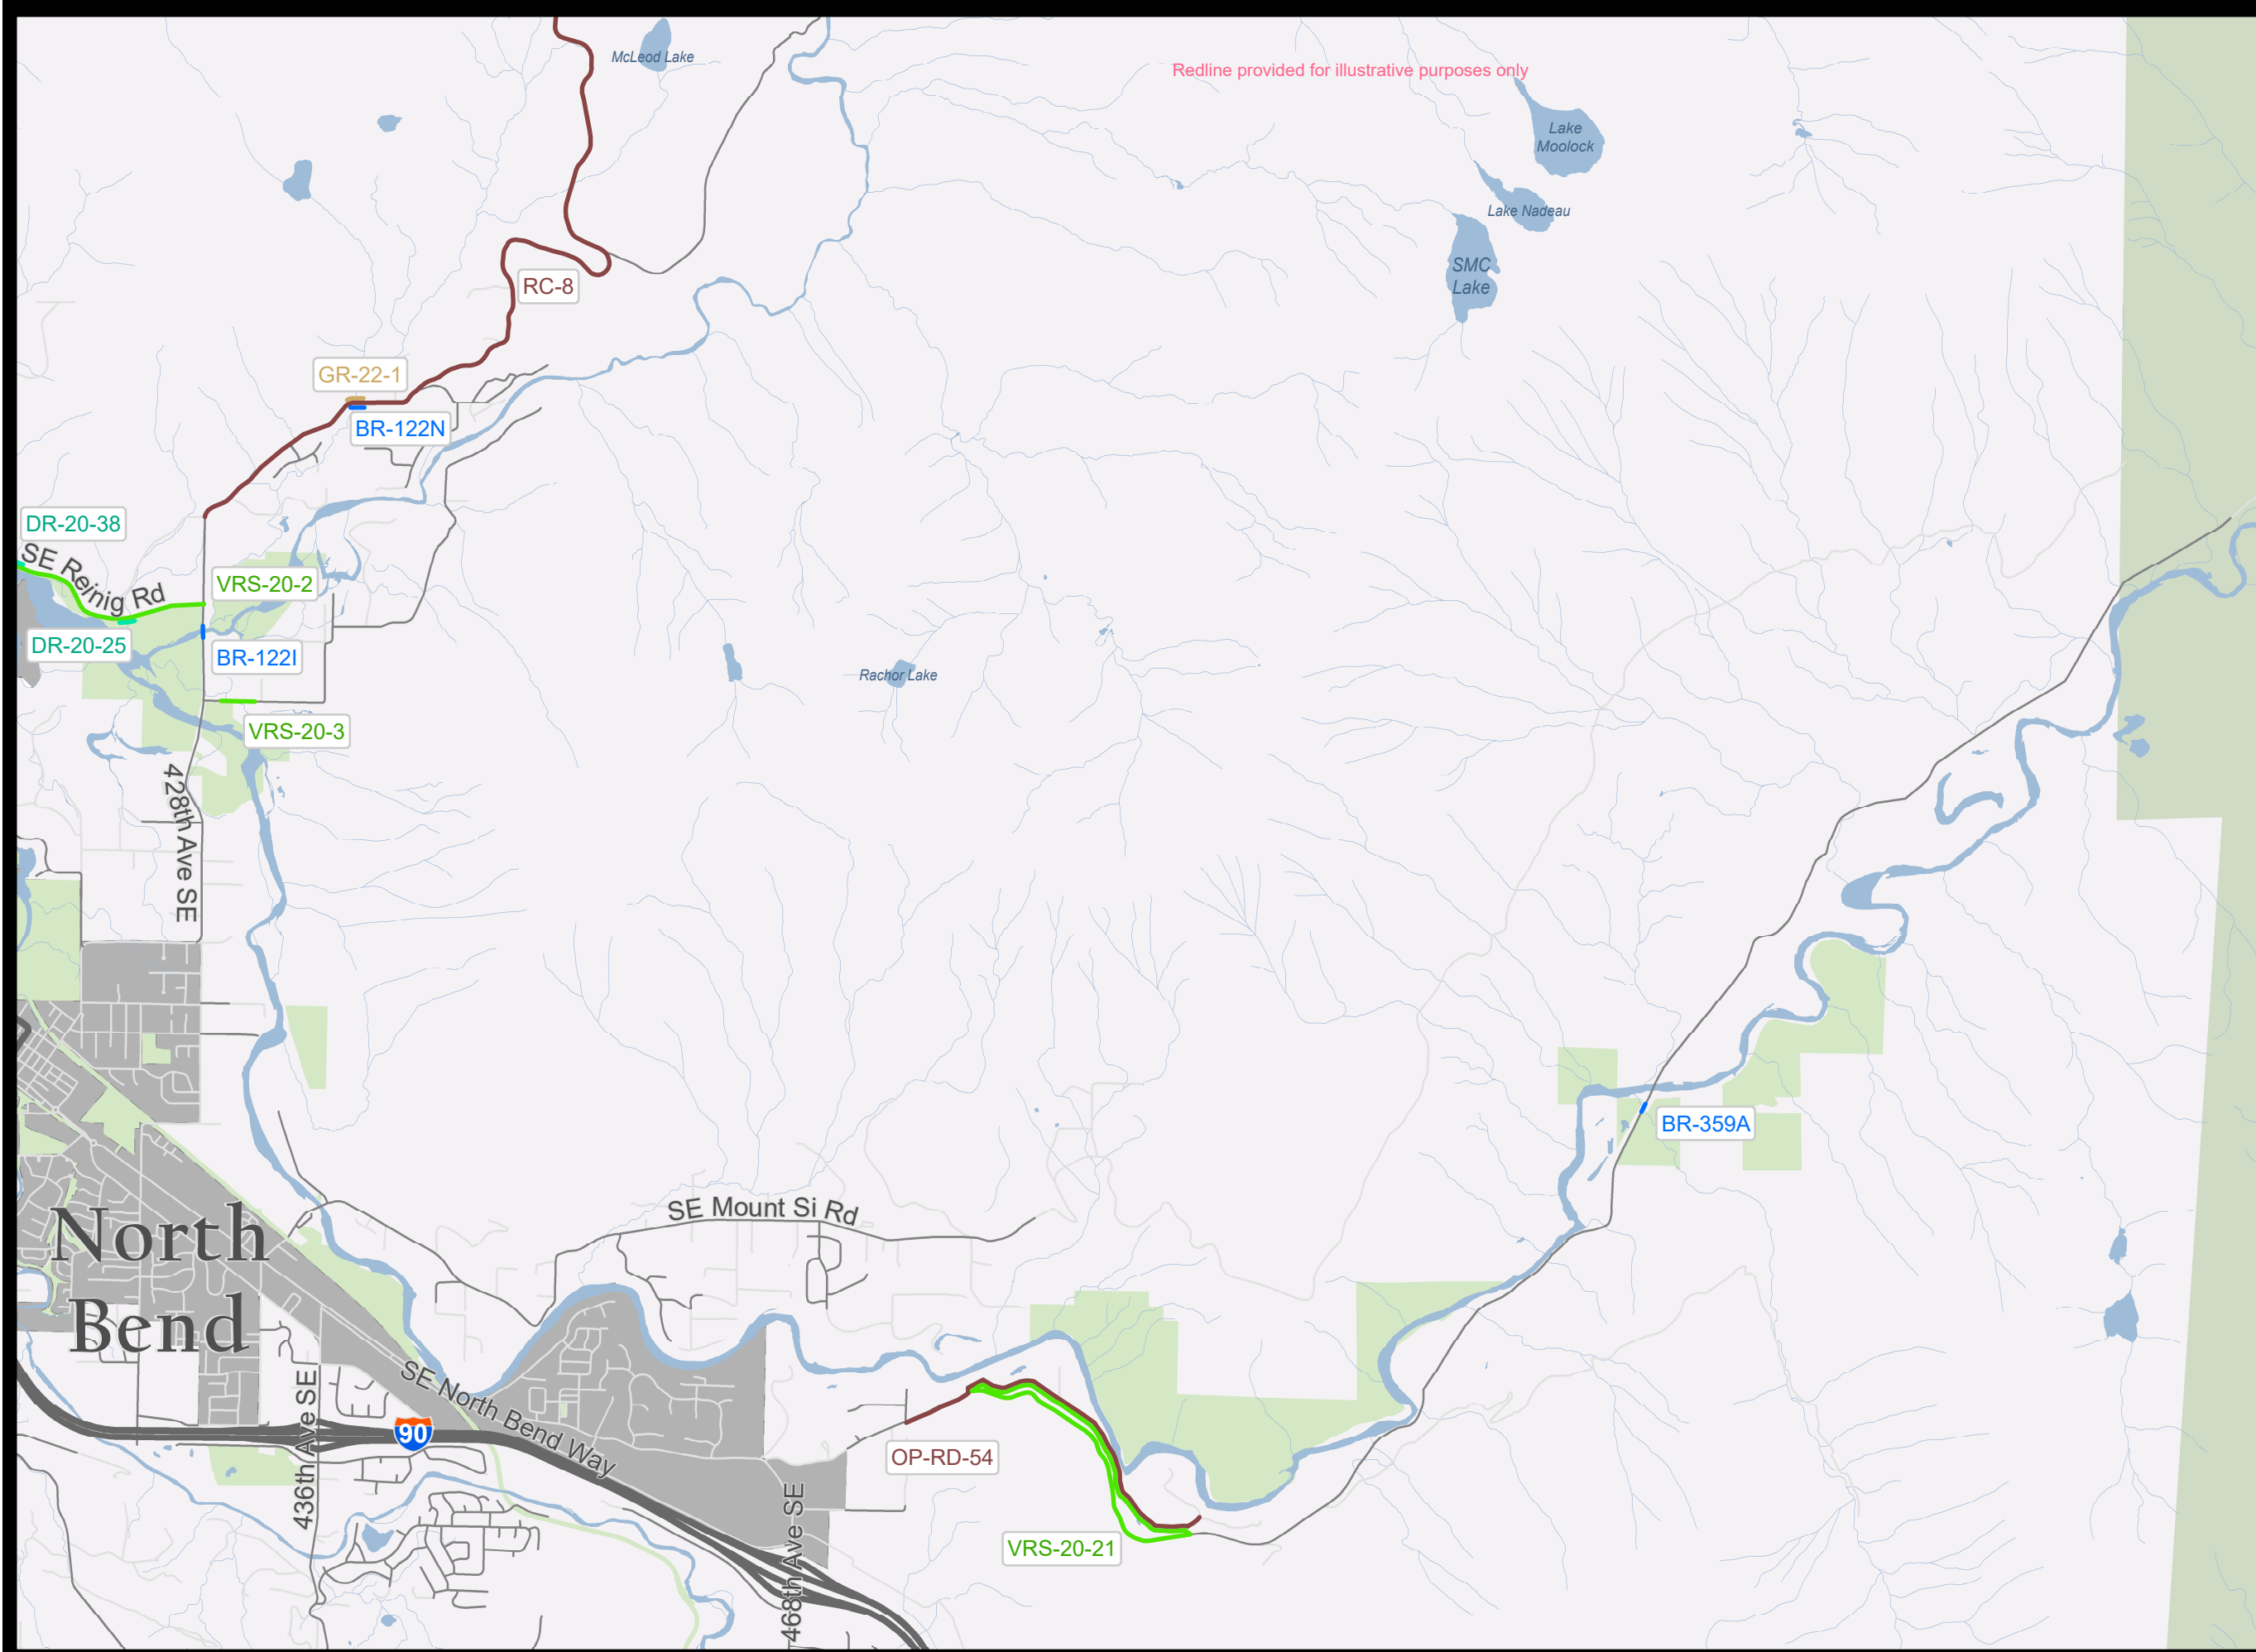 McLeod Lake
Redline provided for illustrative purposes only
Lake
Moolock
Lake Nadeau
SMC
Lake
RC-8
GR-22-1
BR-122N
DR-20-38
SE Reinig Rd
VRS-20-2
DR-20-25
BR-122I
Rachor Lake
VRS-20-3
428th Ave SE
BR-359A
SE Mount Si Rd
North
Bend
SE North Bend Way
436th Ave SE
90
OP-RD-54
468th Ave SE
VRS-20-21